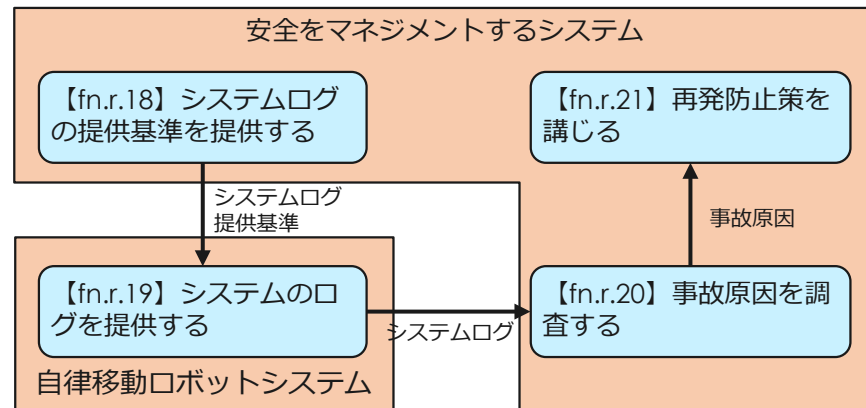 安全をマネジメントするシステム
【fn.r.18】システムログ
の提供基準を提供する
【fn.r.21】再発防止策を
講じる
システムログ
提供基準
事故原因
【fn.r.19】システムのロ
グを提供する
システムログ
【fn.r.20】事故原因を調
査する
自律移動ロボットシステム